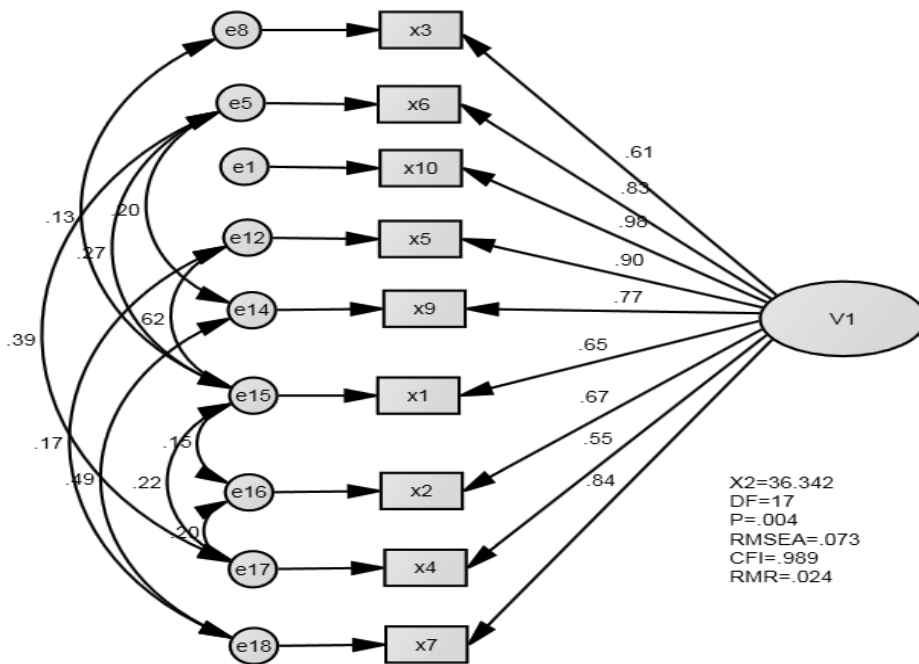 e8
x3
e5
x6
.61
e1
x10
.83
.13
.20
.98
e12
x5
.27
.90
e14
x9
.77
V1
.62
.39
.65
e15
x1
.67
.17
.15
.55
.49
.22
e16
x2
.84
.20
e17
x4
e18
x7
X2=36.342
DF=17
P=.004
RMSEA=.073
CFI=.989
RMR=.024